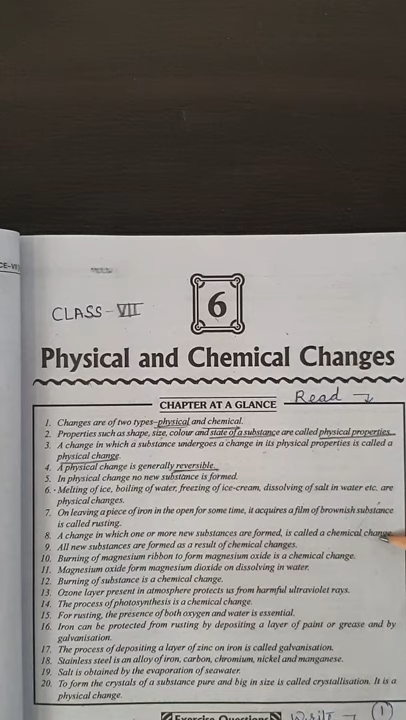 CE-VII
CLASS-VII
6
Physical and Chemical Changes
CHAPTER AT A GLANCE
Read
1. Changes are of two types-physical and chemical.
2. Properties such as shape, size, colour and state of a substance are called physical properties.
3. A change in which a substance undergoes a change in its physical properties is called a
physical change.
4. A physical change is generally reversible.
5. In physical change no new substance is formed.
6. Melting of ice, boiling of water, freezing of ice-cream, dissolving of salt in water etc. are
physical changes.
7. On leaving a piece of iron in the open for some time, it acquires a film of brownish substance
is called rusting.
8. A change in which one or more new substances are formed, is called a chemical change
9. All new substances are formed as a result of chemical changes.
10. Burning of magnesium ribbon to form magnesium oxide is a chemical change.
11. Magnesium oxide form magnesium dioxide on dissolving in water.
12. Burning of substance is a chemical change.
13. Ozone layer present in atmosphere protects us from harmful ultraviolet rays.
14. The process of photosynthesis is a chemical change.
15. For rusting, the presence of both oxygen and water is essential.
16. Iron can be protected from rusting by depositing a layer of paint or grease and by
galvanisation.
17. The process of depositing a layer of zinc on iron is called galvanisation.
18. Stainless steel is an alloy of iron, carbon, chromium, nickel and manganese.
19. Salt is obtained by the evaporation of seawater.
20. To form the crystals of a substance pure and big in size is called crystallisation. It is a
physical change.
Exercise Questions Write → 1